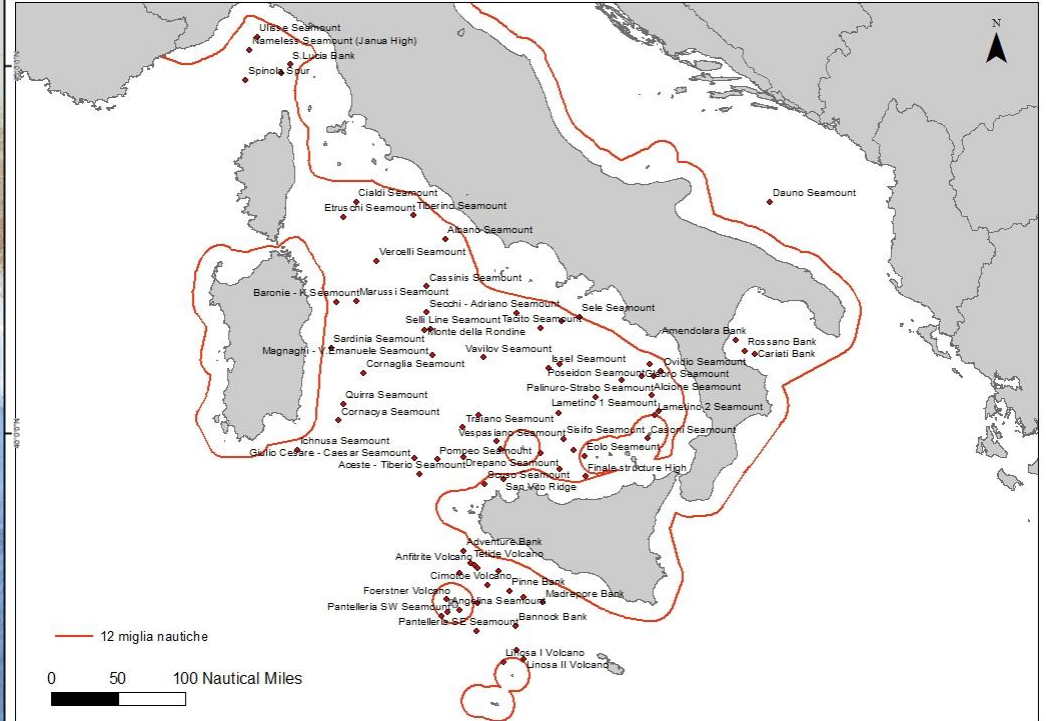 Ulisse Seamount
Nameless Seamount (Janua High)
S.Lucia Bank
Spinola Spur
N
Dauno Seamount
Cialdi Seamount
Etruschi Seamount
Tiberino Seamount
Albano Seamount
Vercelli Seamount
Cassinis Seamount
Baronie - K Seamount
Marussi Seamount
Secchi - Adriano Seamount
Sele Seamount
Selli Line Seamount
Tacito Seamount
Monte della Rondine
Amendolara Bank
Sardinia Seamount
Rossano Bank
Magnaghi - V.Emanuele Seamount
Vavilov Seamount
Cariati Bank
Cornaglia Seamount
Issel Seamount
Ovidio Seamount
Poseidon Seamount
Glabro Seamount
Palinuro-Strabo Seamount
Alcione Seamount
Quirra Seamount
Lametino 1 Seamount
Lametino 2 Seamount
Cornacya Seamount
Traiano Seamount
40°0'0"N
Vespasiano Seamount
Sisifo Seamount
Casoni Seamount
Ichnusa Seamount
Eolo Seamount
Giulio Cesare - Caesar Seamount
Pompeo Seamount
Aceste - Tiberio Seamount
Drepano Seamount
Finale structure High
Scuso Seamount
San Vito Ridge
Adventure Bank
Anfitrite Volcano
Tetide Volcano
Cimotoe Volcano
Pinne Bank
Foerstner Volcano
Madrepore Bank
Angelina Seamount
Pantelleria SW Seamount
Bannock Bank
Pantelleria SE Seamount
12 miglia nautiche
Linosa I Volcano
Linosa II Volcano
0 50 100 Nautical Miles